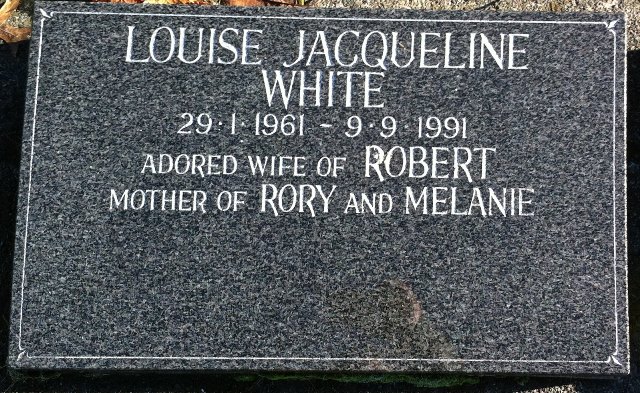 LOUISE JACQUELINE
WHITE
29·1·1961 - 9·9·1991
ADORED WIFE OF ROBERT
MOTHER OF RORY AND MELANIE